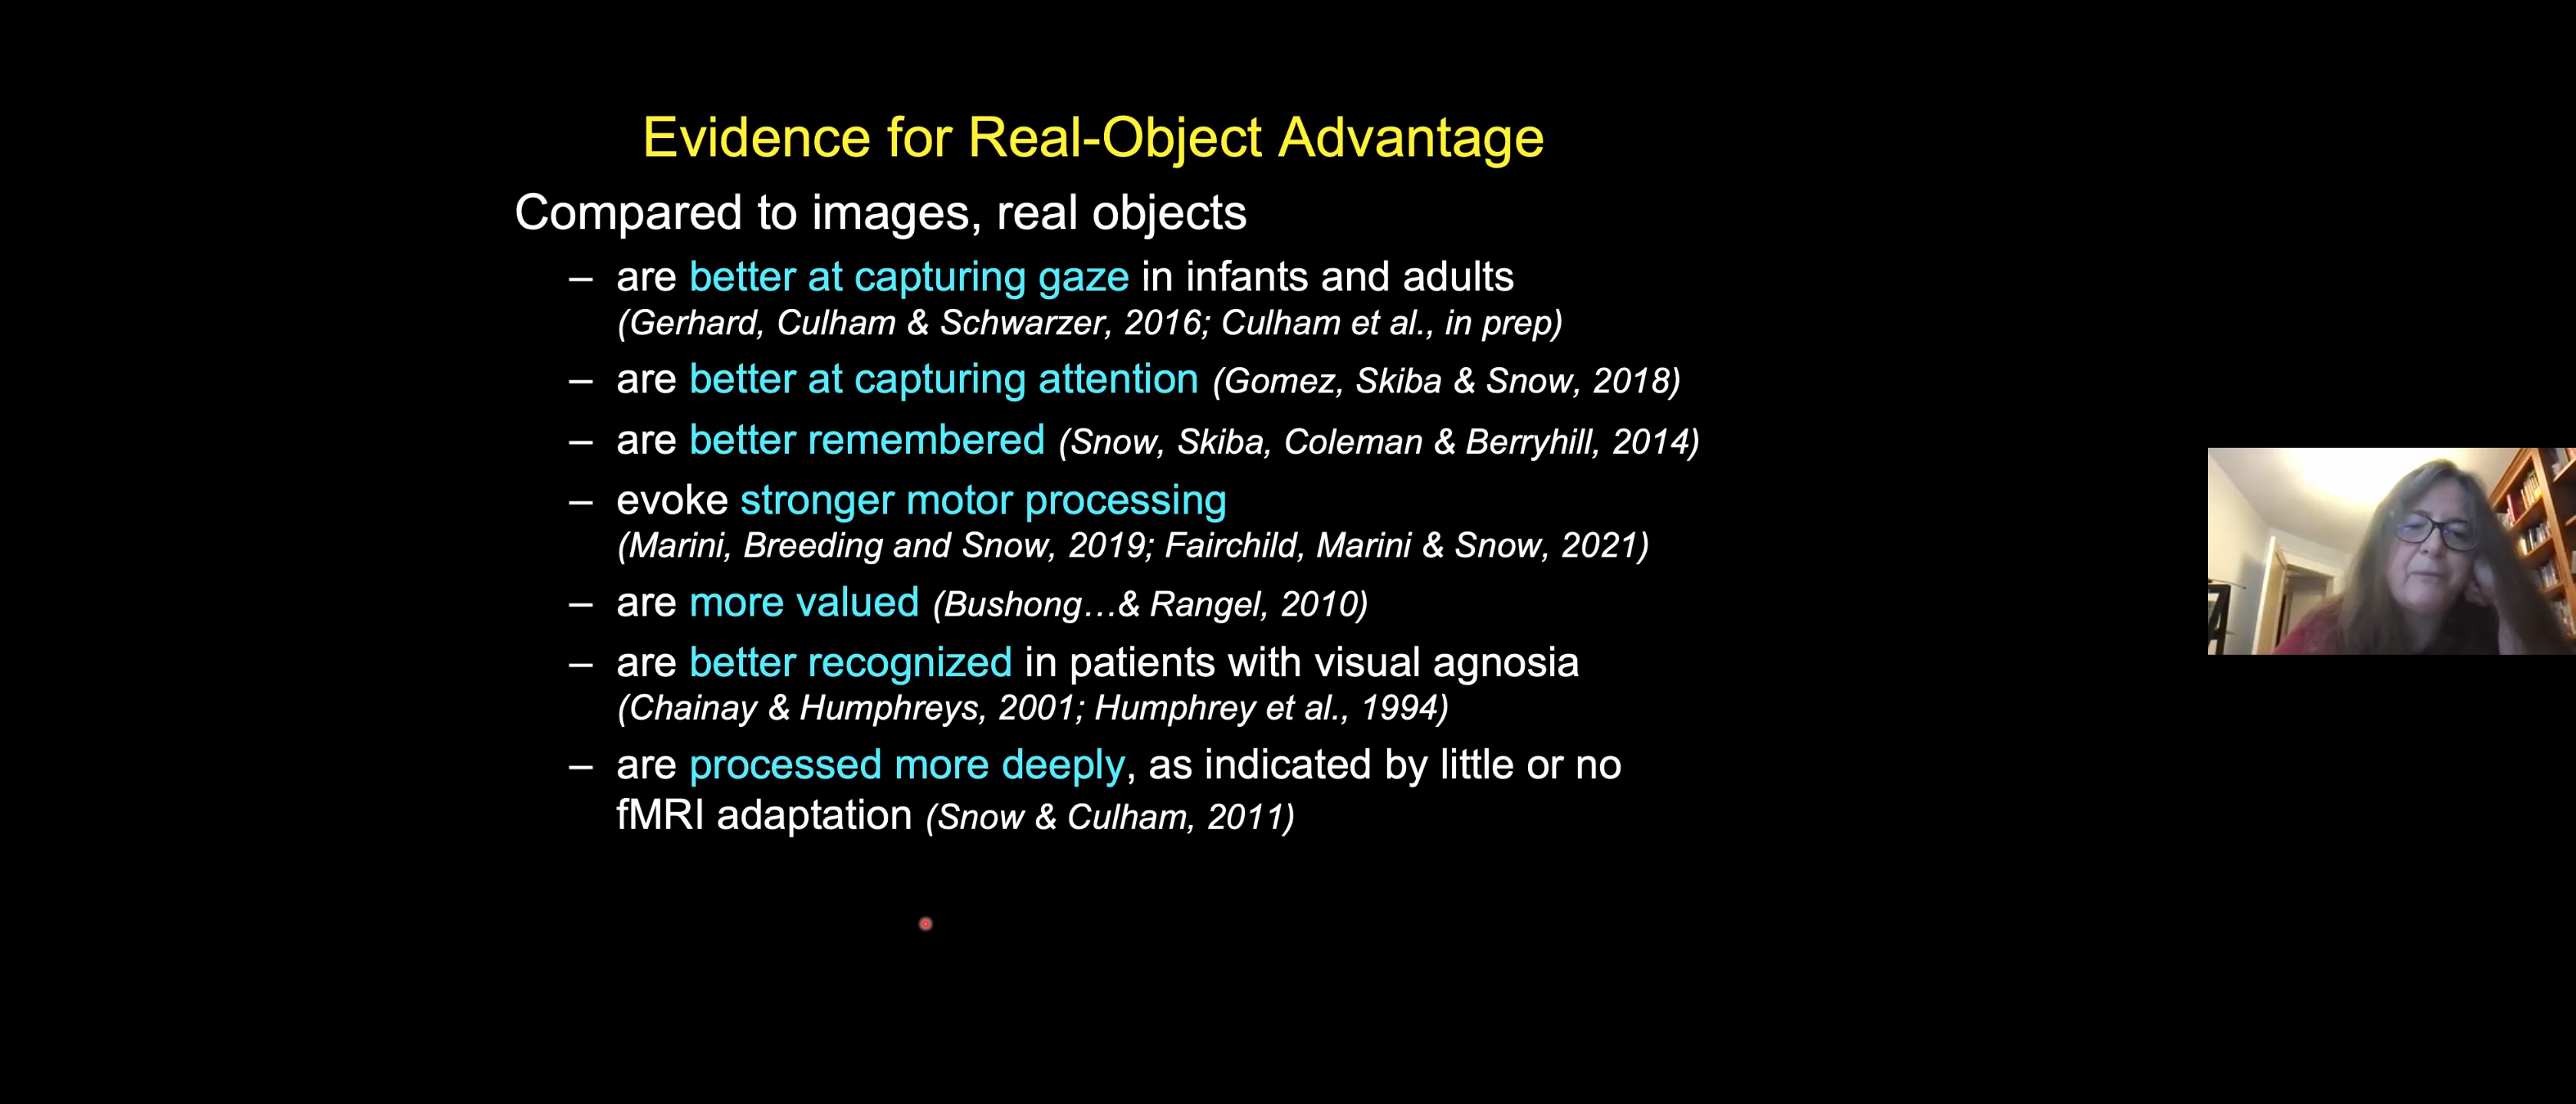 Evidence for Real-Object Advantage
Compared to images, real objects
– are better at capturing gaze in infants and adults
(Gerhard, Culham & Schwarzer, 2016; Culham et al., in prep)
– are better at capturing attention (Gomez, Skiba & Snow, 2018)
– are better remembered (Snow, Skiba, Coleman & Berryhill, 2014)
– evoke stronger motor processing
(Marini, Breeding and Snow, 2019; Fairchild, Marini & Snow, 2021)
– are more valued (Bushong…& Rangel, 2010)
– are better recognized in patients with visual agnosia
(Chainay & Humphreys, 2001; Humphrey et al., 1994)
– are processed more deeply, as indicated by little or no
fMRI adaptation (Snow & Culham, 2011)